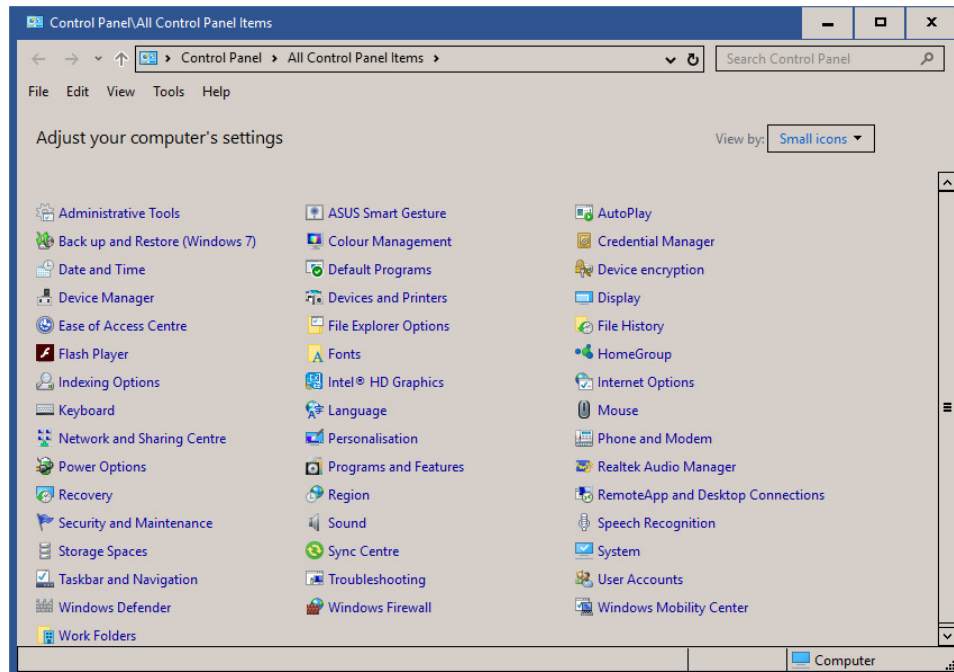 Control Panel\All Control Panel Items
Control Panel > All Control Panel Items >
Search Control Panel
File Edit View Tools Help
Adjust your computer's settings
View by: Small icons
Administrative Tools ASUS Smart Gesture AutoPlay
Back up and Restore (Windows 7) Colour Management Credential Manager
Date and Time Default Programs Device encryption
Device Manager Devices and Printers Display
Ease of Access Centre File Explorer Options File History
Flash Player Fonts HomeGroup
Indexing Options Intel® HD Graphics Internet Options
Keyboard Language Mouse
Network and Sharing Centre Personalisation Phone and Modem
Power Options Programs and Features Realtek Audio Manager
Recovery Region RemoteApp and Desktop Connections
Security and Maintenance Sound Speech Recognition
Storage Spaces Sync Centre System
Taskbar and Navigation Troubleshooting User Accounts
Windows Defender Windows Firewall Windows Mobility Center
Work Folders
Computer